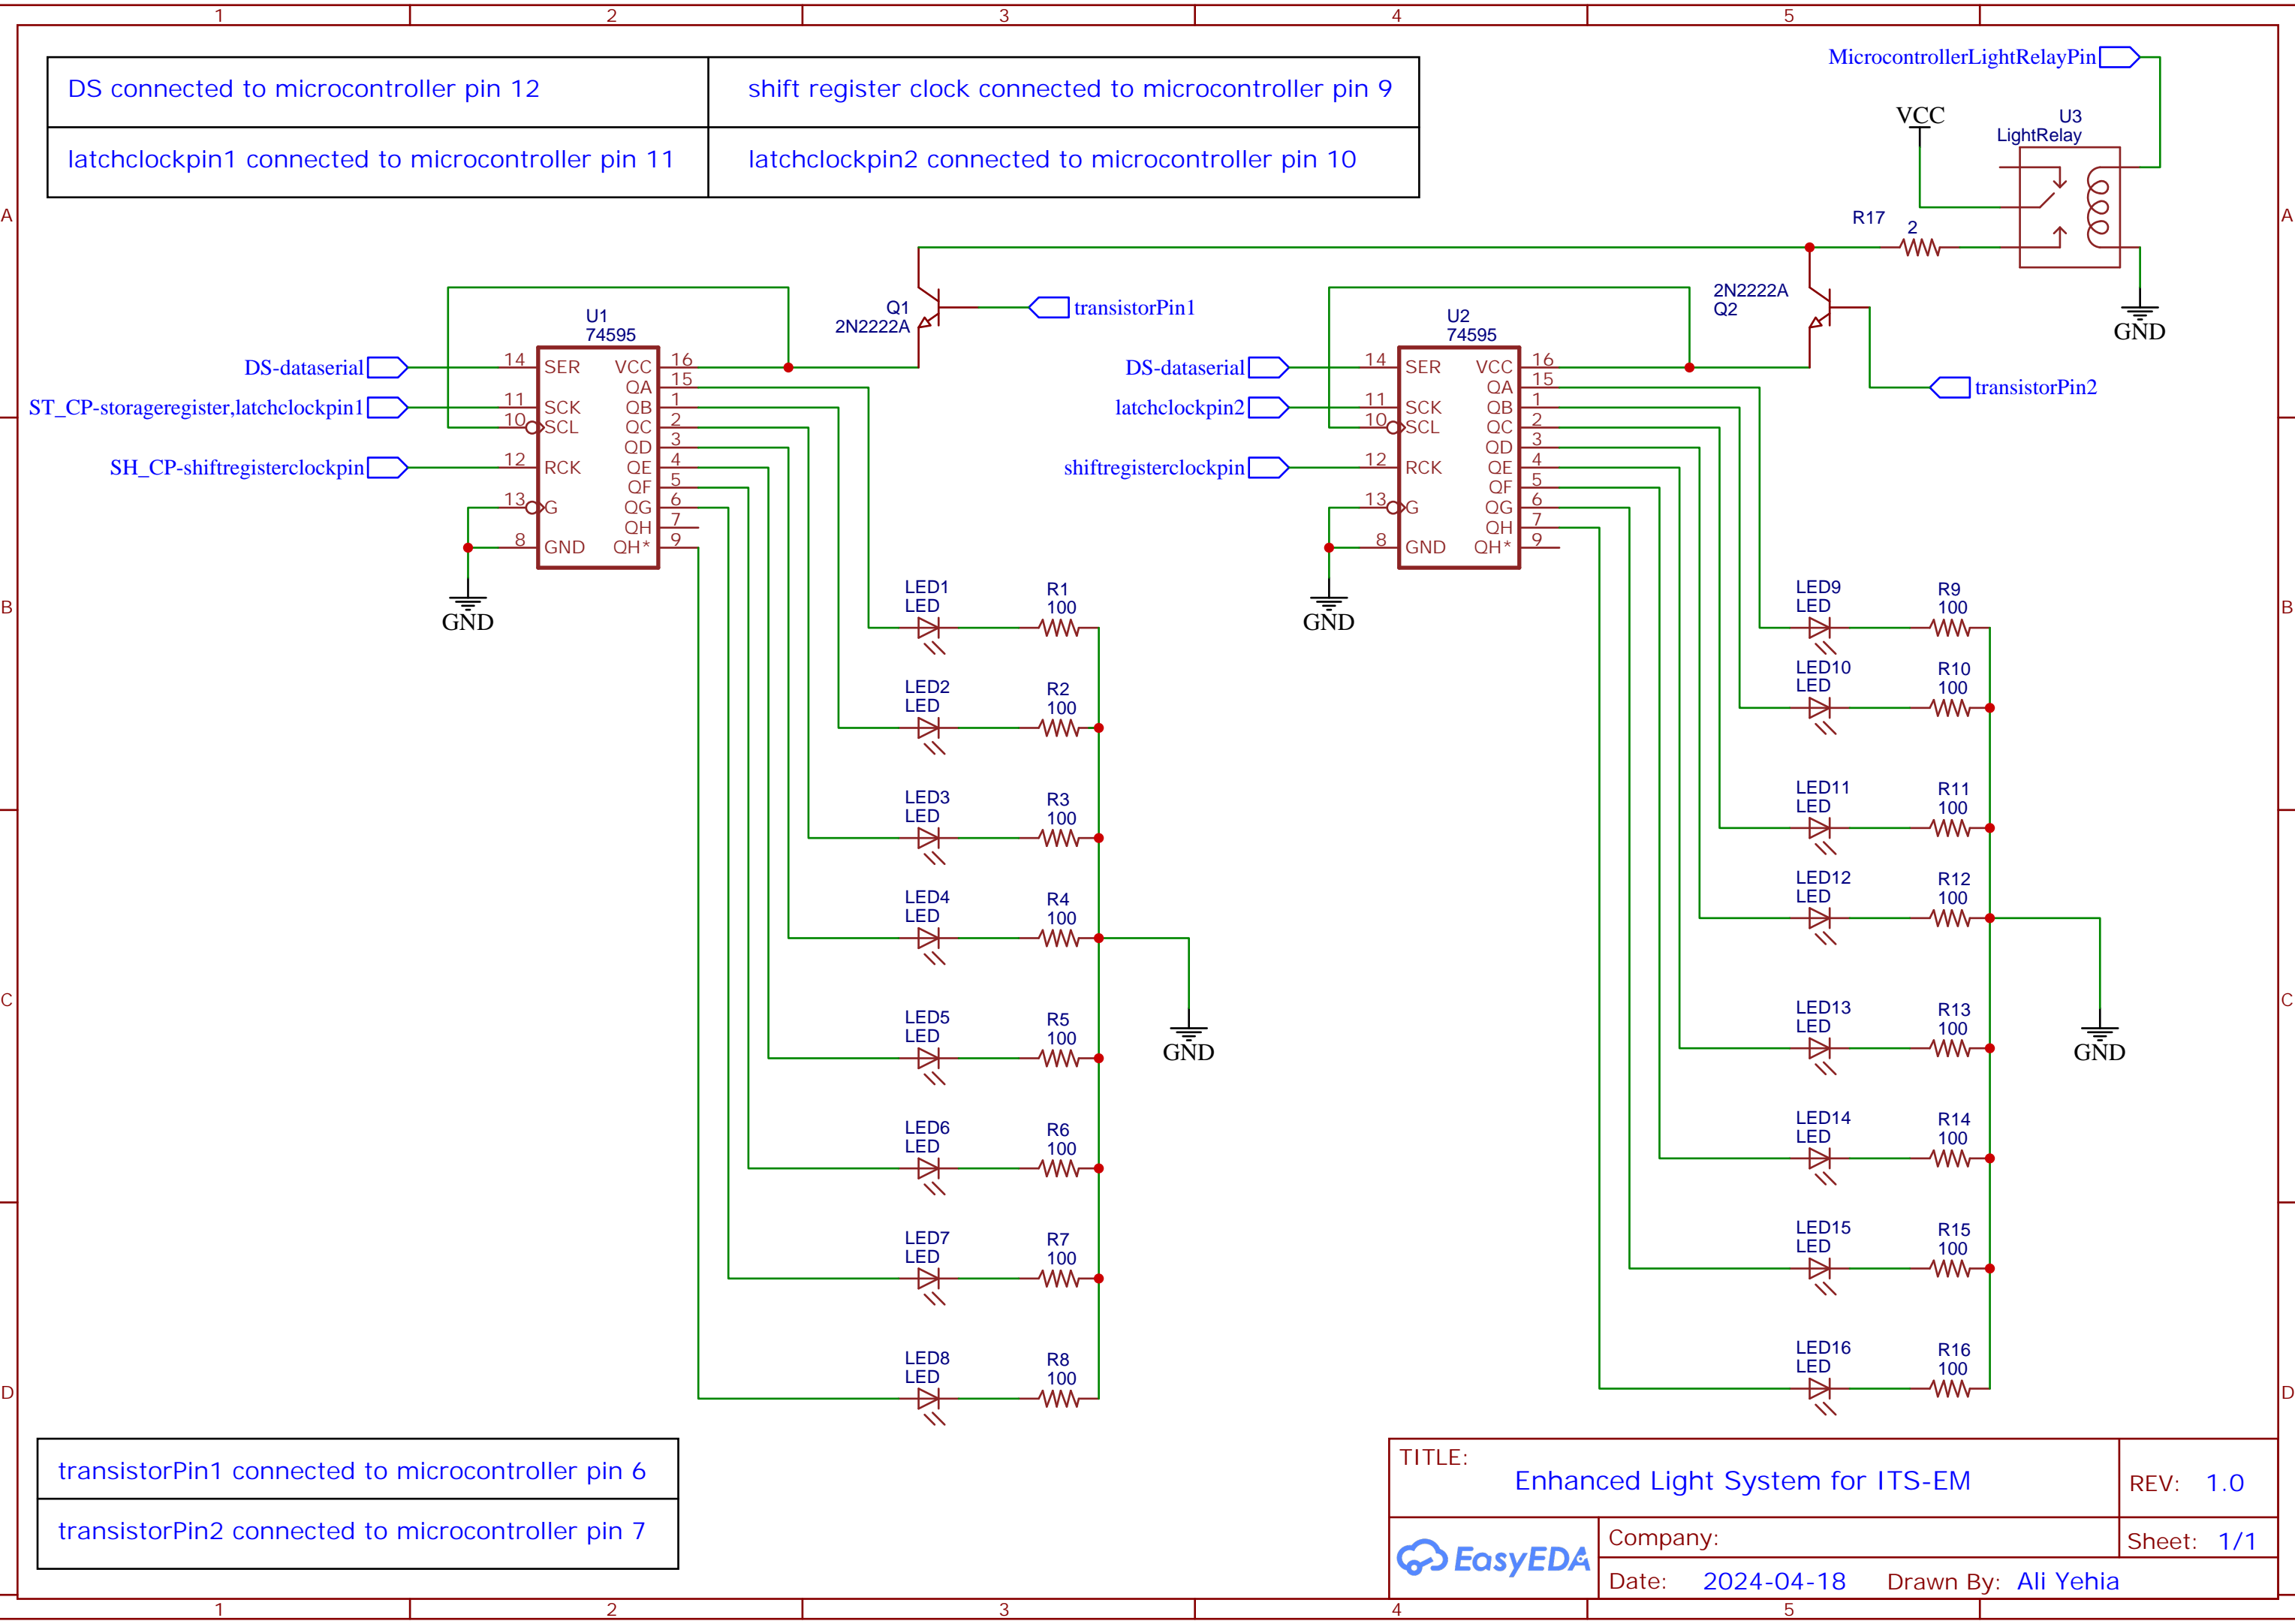 1 2 3 4 5
MicrocontrollerLightRelayPin
DS connected to microcontroller pin 12
shift register clock connected to microcontroller pin 9
latchclockpin1 connected to microcontroller pin 11
latchclockpin2 connected to microcontroller pin 10
VCC
U3
LightRelay
A
A
R17
2
GND
Q1
2N2222A
transistorPin1
2N2222A
Q2
transistorPin2
U1
74595
DS-dataserial
ST_CP-storageregister,latchclockpin1
SH_CP-shiftregisterclockpin
14 SER VCC 16
QA 15
11 SCK QB 1
10 SCL QC 2
QD 3
12 RCK QE 4
QF 5
13 G QG 6
QH 7
8 GND QH* 9
GND
U2
74595
DS-dataserial
latchclockpin2
shiftregisterclockpin
14 SER VCC 16
QA 15
11 SCK QB 1
10 SCL QC 2
QD 3
12 RCK QE 4
QF 5
13 G QG 6
QH 7
8 GND QH* 9
GND
B
B
LED1
LED
R1
100
LED2
LED
R2
100
LED3
LED
R3
100
LED4
LED
R4
100
LED5
LED
R5
100
GND
LED6
LED
R6
100
LED7
LED
R7
100
LED8
LED
R8
100
LED9
LED
R9
100
LED10
LED
R10
100
LED11
LED
R11
100
LED12
LED
R12
100
LED13
LED
R13
100
GND
LED14
LED
R14
100
LED15
LED
R15
100
LED16
LED
R16
100
C
C
D
D
transistorPin1 connected to microcontroller pin 6
transistorPin2 connected to microcontroller pin 7
TITLE:
Enhanced Light System for ITS-EM
REV: 1.0
EasyEDA
Company:
Sheet: 1/1
Date: 2024-04-18
Drawn By: Ali Yehia
1 2 3 4 5